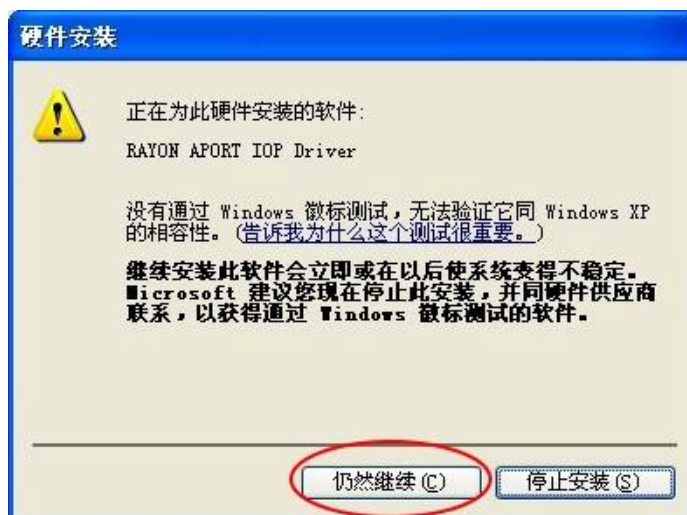 硬件安装
正在为此硬件安装的软件:
RAYON APORT IOP Driver
没有通过 Windows 徽标测试，无法验证它同 Windows XP
的相容性。(告诉我为什么这个测试很重要。)
继续安装此软件会立即或在以后使系统变得不稳定。
Microsoft 建议您现在停止此安装，并同硬件供应商
联系，以获得通过 Windows 徽标测试的软件。
仍然继续(C) 停止安装(S)